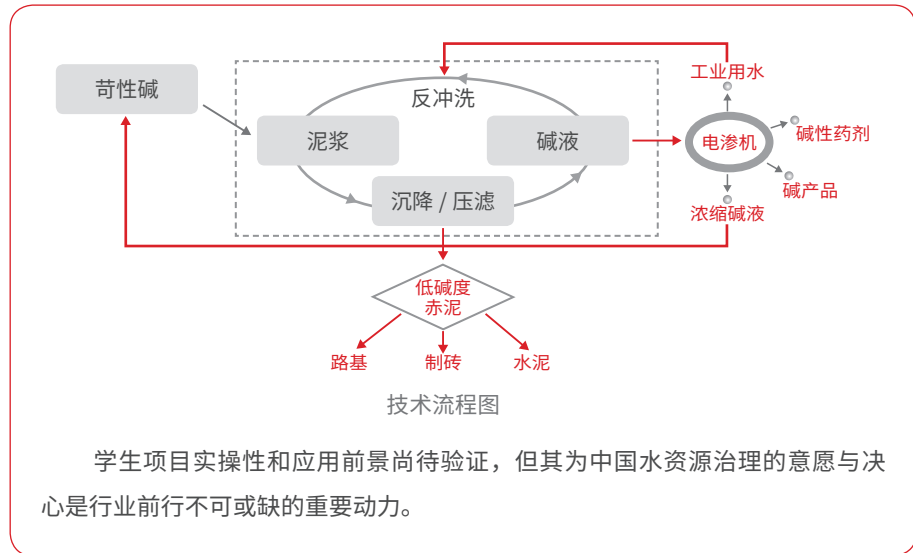 工业用水
苛性碱
反冲洗
泥浆
碱液
电渗机
碱性药剂
碱产品
沉降 / 压滤
浓缩碱液
低碱度
赤泥
路基
制砖
水泥
技术流程图
学生项目实操性和应用前景尚待验证，但其为中国水资源治理的意愿与决
心是行业前行不可或缺的重要动力。